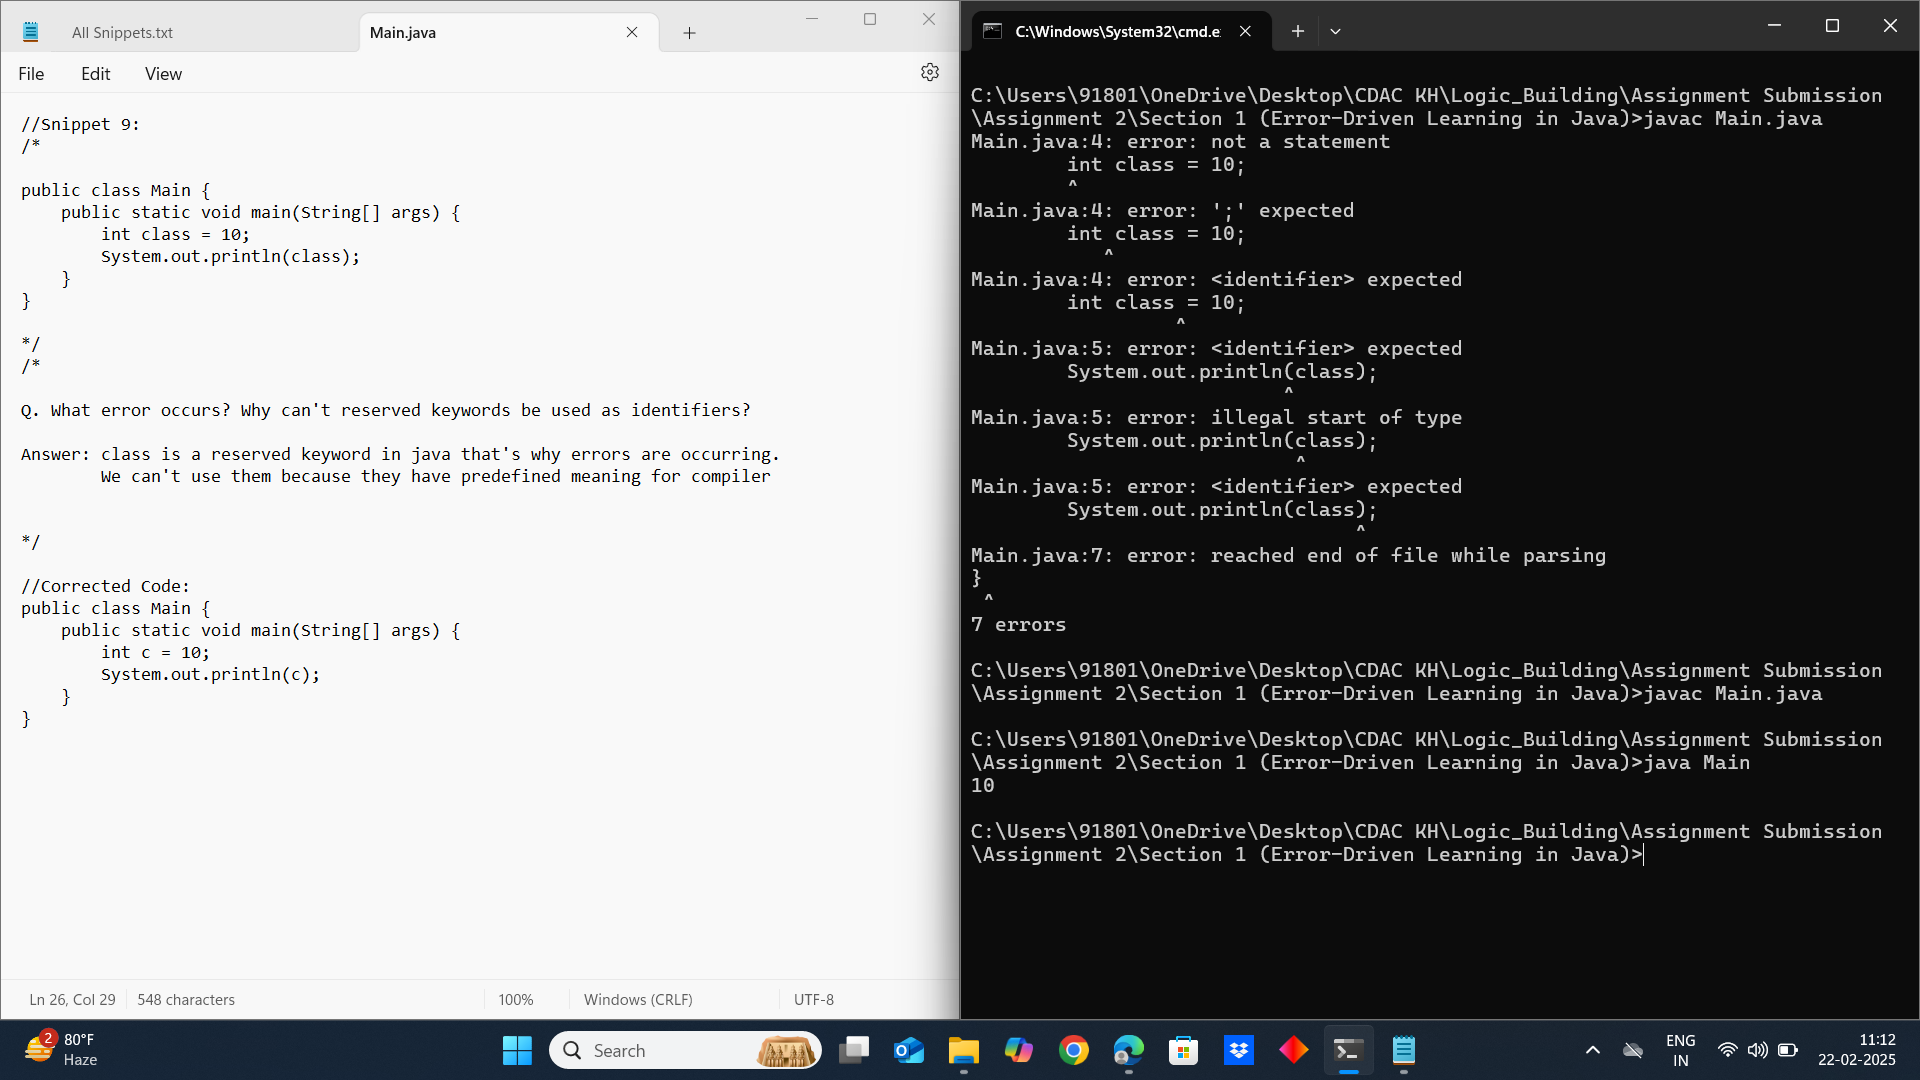 All Snippets.txt
Main.java
File
Edit
View
//Snippet 9:
/*
public class Main {
    public static void main(String[] args) {
        int class = 10;
        System.out.println(class);
    }
}
*/
/*
Q. What error occurs? Why can't reserved keywords be used as identifiers?
Answer: class is a reserved keyword in java that's why errors are occurring.
        We can't use them because they have predefined meaning for compiler
*/
//Corrected Code:
public class Main {
    public static void main(String[] args) {
        int c = 10;
        System.out.println(c);
    }
}
Ln 26, Col 29
548 characters
100%
Windows (CRLF)
UTF-8
C:\Windows\System32\cmd.e
C:\Users\91801\OneDrive\Desktop\CDAC KH\Logic_Building\Assignment Submission
\Assignment 2\Section 1 (Error-Driven Learning in Java)>javac Main.java
Main.java:4: error: not a statement
        int class = 10;
        ^
Main.java:4: error: ';' expected
        int class = 10;
           ^
Main.java:4: error: <identifier> expected
        int class = 10;
                 ^
Main.java:5: error: <identifier> expected
        System.out.println(class);
                          ^
Main.java:5: error: illegal start of type
        System.out.println(class);
                           ^
Main.java:5: error: <identifier> expected
        System.out.println(class);
                                ^
Main.java:7: error: reached end of file while parsing
}
 ^
7 errors
C:\Users\91801\OneDrive\Desktop\CDAC KH\Logic_Building\Assignment Submission
\Assignment 2\Section 1 (Error-Driven Learning in Java)>javac Main.java
C:\Users\91801\OneDrive\Desktop\CDAC KH\Logic_Building\Assignment Submission
\Assignment 2\Section 1 (Error-Driven Learning in Java)>java Main
10
C:\Users\91801\OneDrive\Desktop\CDAC KH\Logic_Building\Assignment Submission
\Assignment 2\Section 1 (Error-Driven Learning in Java)>
2
80°F
Haze
Search
ENG
IN
11:12
22-02-2025